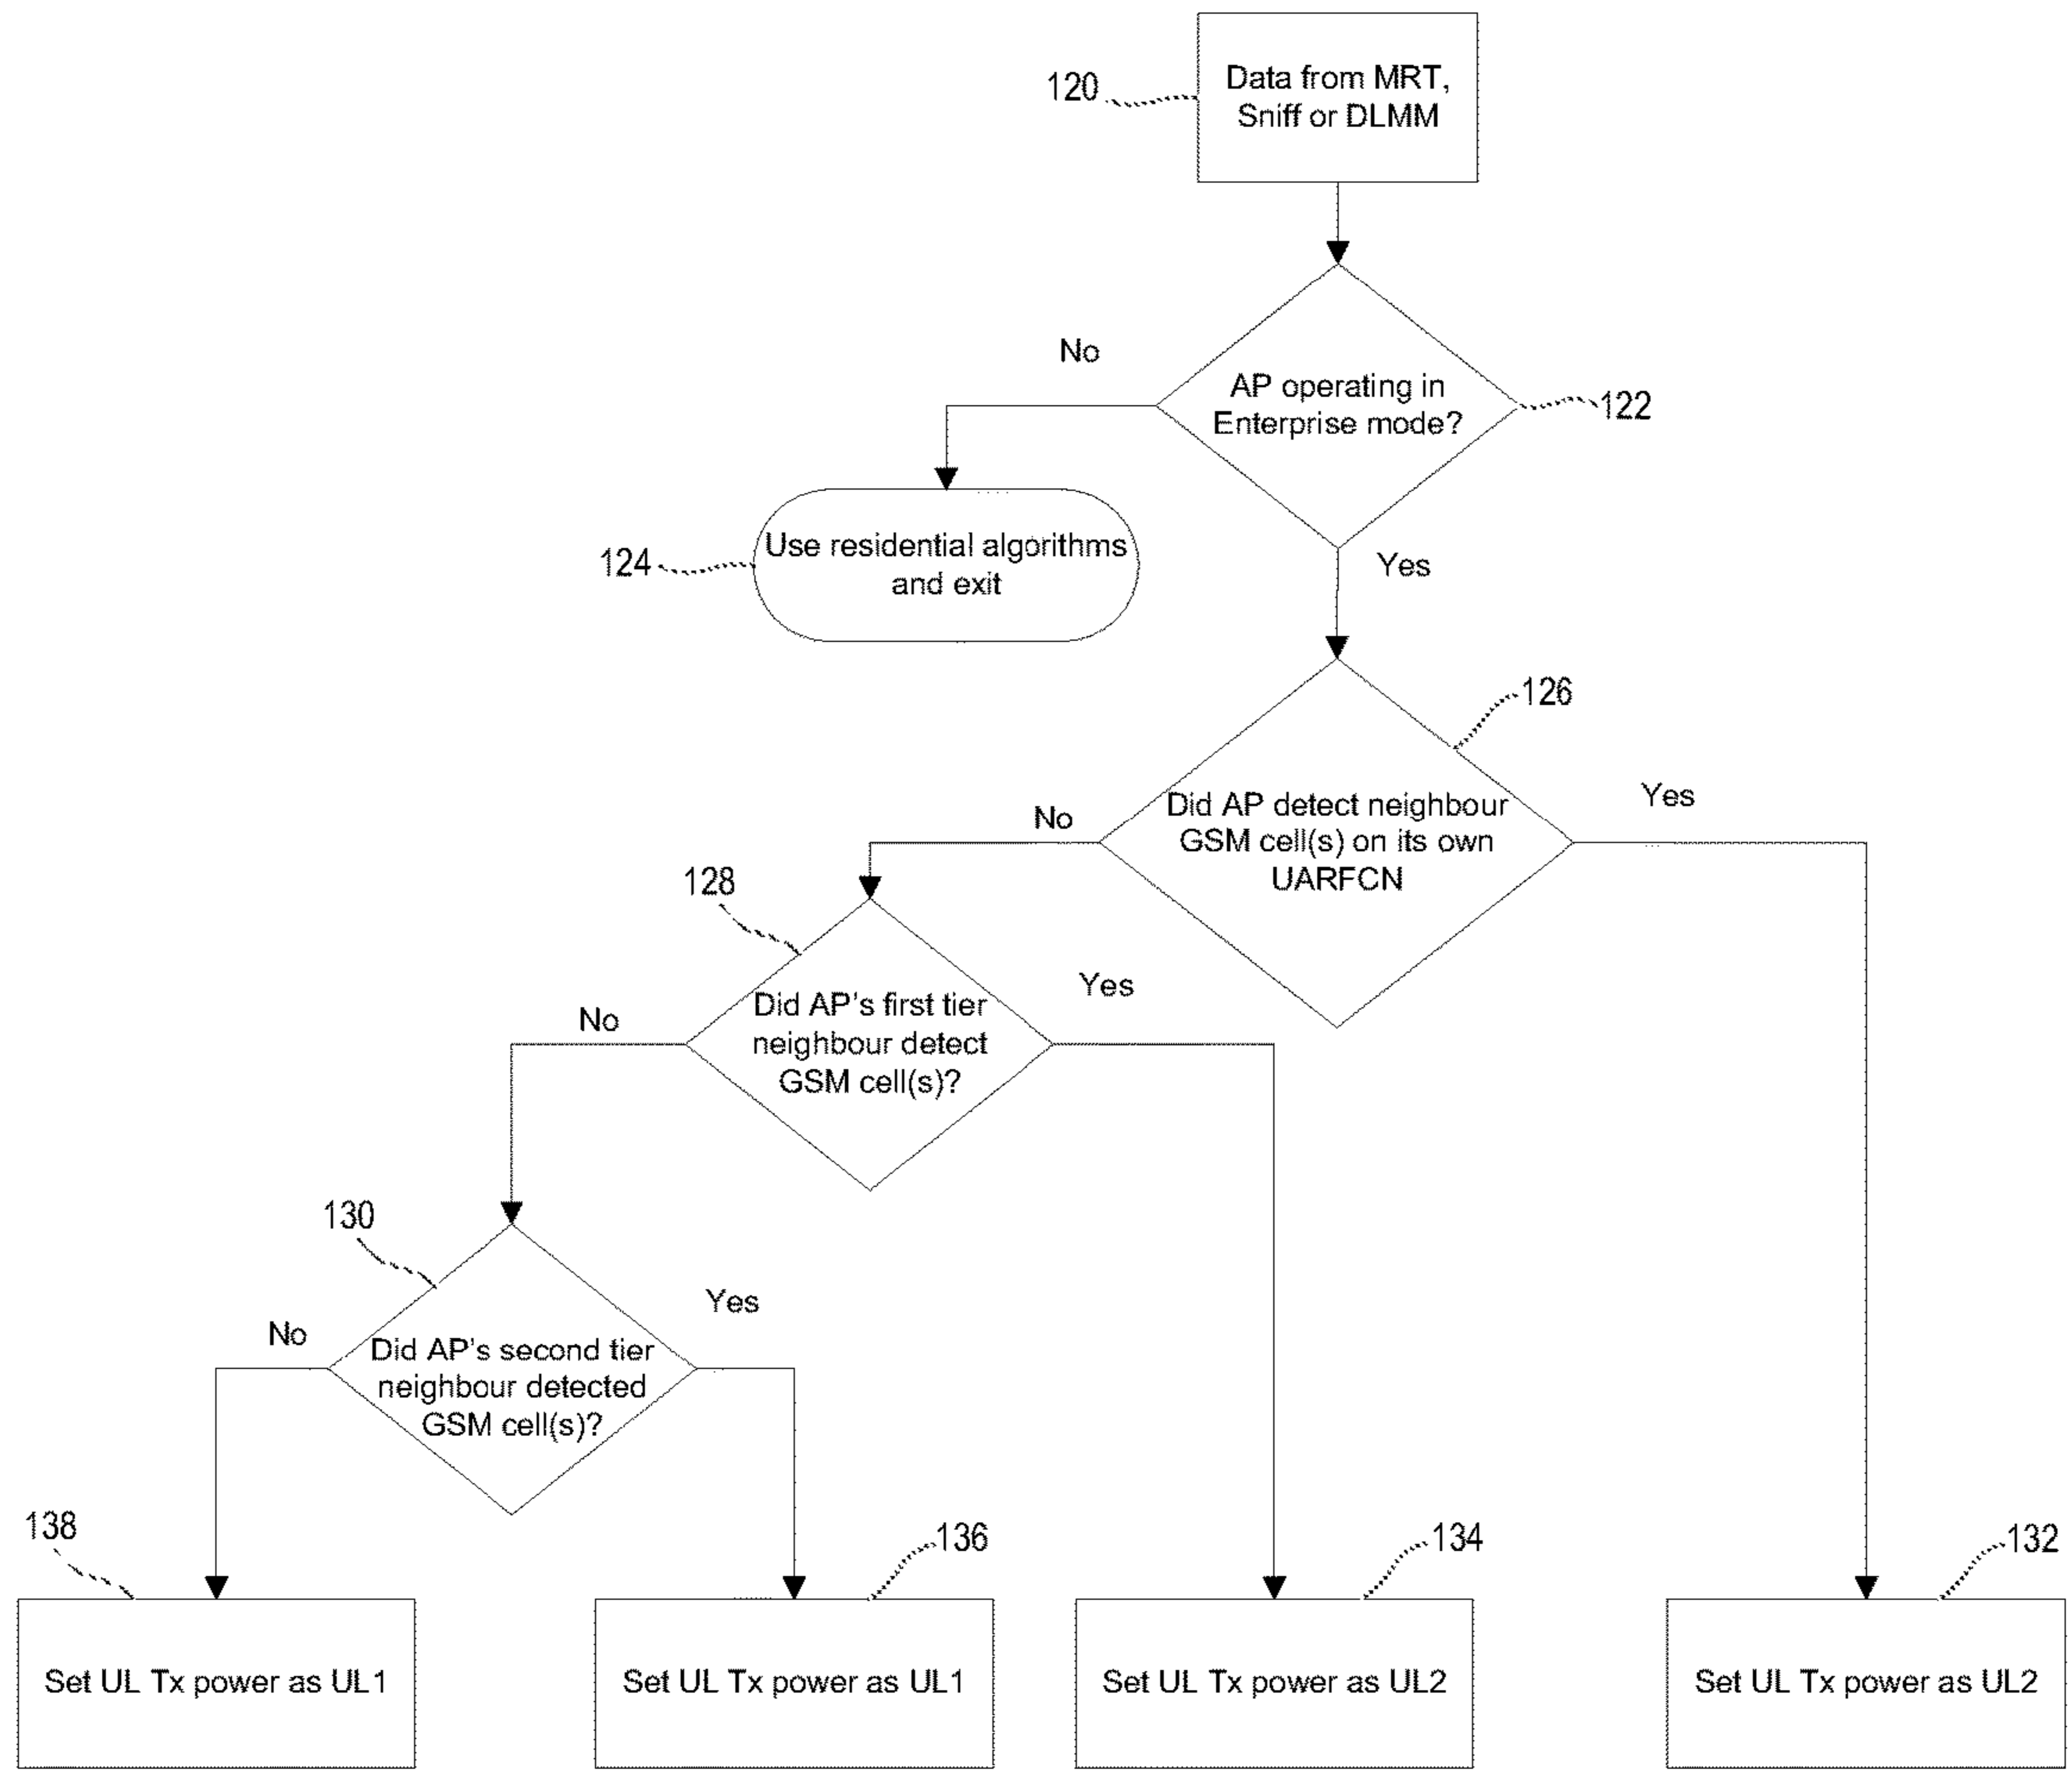 120
Data from MRT,
Sniff or DLMM
No
AP operating in
Enterprise mode?
122
124
Use residential algorithms
and exit
Yes
126
Did AP detect neighbour
GSM cell(s) on its own
UARFCN
No
Yes
128
Did AP's first tier
neighbour detect
GSM cell(s)?
No
Yes
130
Did AP's second tier
neighbour detected
GSM cell(s)?
No
Yes
138
136
134
132
Set UL Tx power as UL1
Set UL Tx power as UL1
Set UL Tx power as UL2
Set UL Tx power as UL2